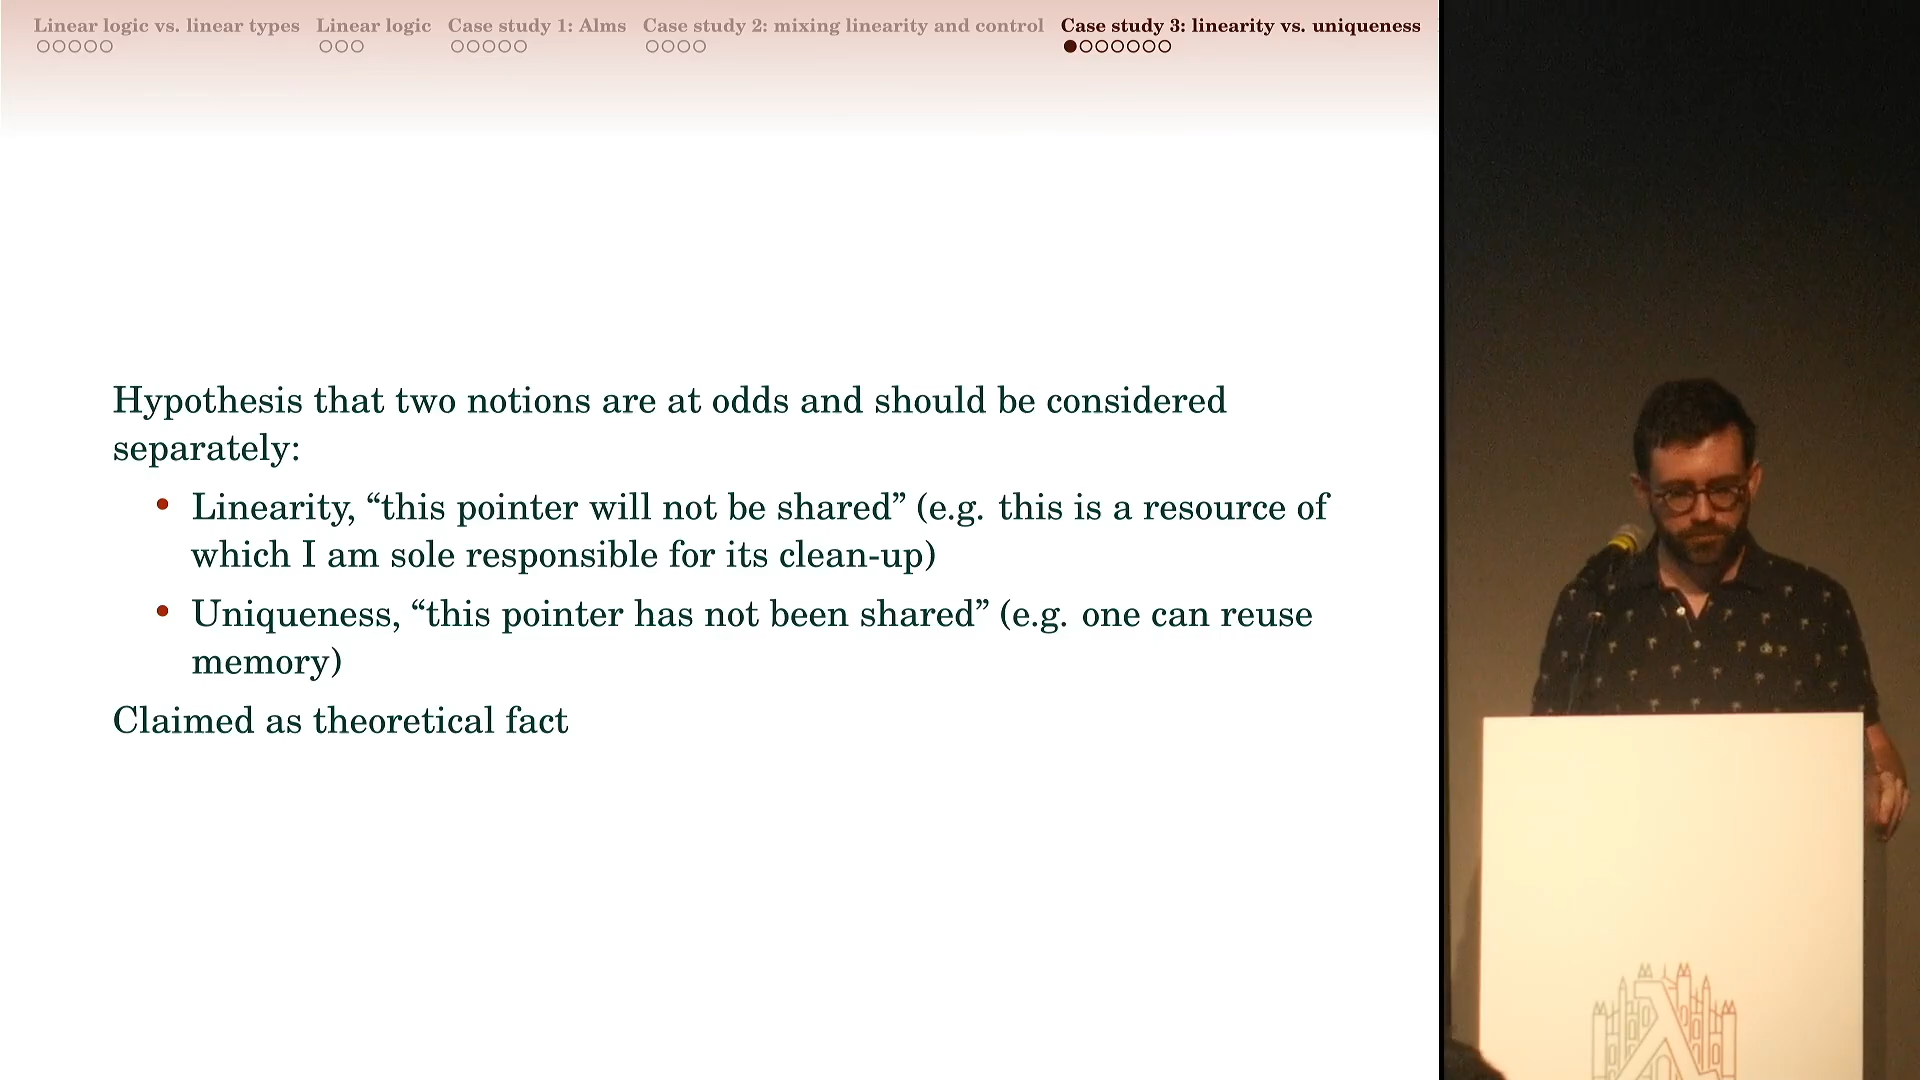 Linear logic vs. linear types Linear logic Case study 1: Alms Case study 2: mixing linearity and control Case study 3: linearity vs. uniqueness
Hypothesis that two notions are at odds and should be considered
separately:
• Linearity, “this pointer will not be shared” (e.g. this is a resource of
which I am sole responsible for its clean-up)
• Uniqueness, “this pointer has not been shared” (e.g. one can reuse
memory)
Claimed as theoretical fact